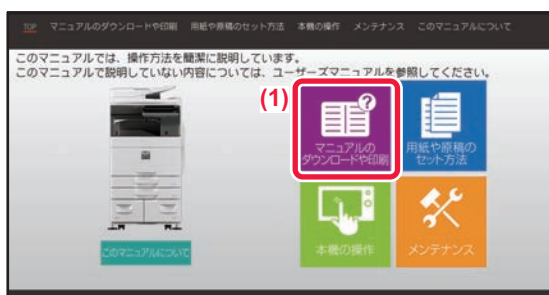 TOP マニュアルのダウンロードや印刷 用紙や原稿のセット方法 本機の操作 メンテナンス このマニュアルについて
このマニュアルでは、操作方法を簡潔に説明しています。
このマニュアルで説明していない内容については、ユーザーズマニュアルを参照してください。
(1)
マニュアルの
ダウンロードや印刷
用紙や原稿の
セット方法
本機の操作
メンテナンス
このマニュアルについて